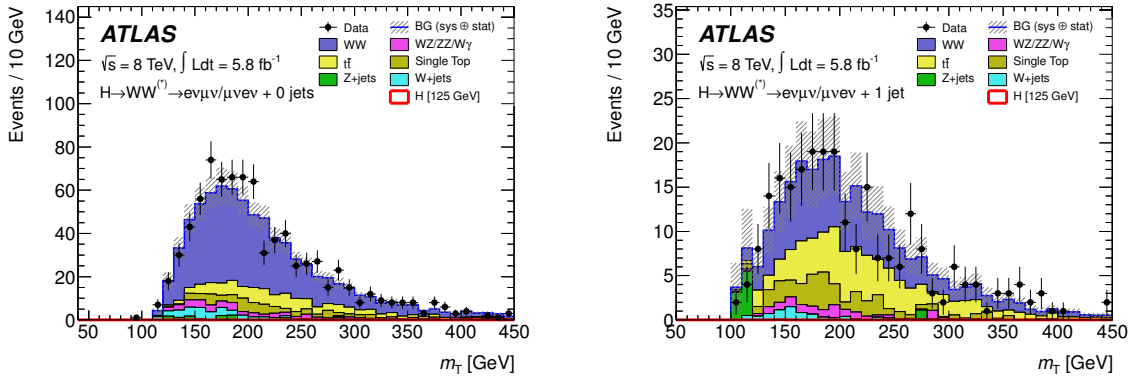 Events / 10 GeV
140
120
100
80
60
40
20
0
ATLAS
√s = 8 TeV, ∫ Ldt = 5.8 fb⁻¹
H→WW⁽*⁾→eνμν/μνeν + 0 jets
Data
BG (sys ⊕ stat)
WW
WZ/ZZ/Wγ
tt̄
Single Top
Z+jets
W+jets
H [125 GeV]
50 100 150 200 250 300 350 400 450
m_T [GeV]
Events / 10 GeV
35
30
25
20
15
10
5
0
ATLAS
√s = 8 TeV, ∫ Ldt = 5.8 fb⁻¹
H→WW⁽*⁾→eνμν/μνeν + 1 jet
Data
BG (sys ⊕ stat)
WW
WZ/ZZ/Wγ
tt̄
Single Top
Z+jets
W+jets
H [125 GeV]
50 100 150 200 250 300 350 400 450
m_T [GeV]